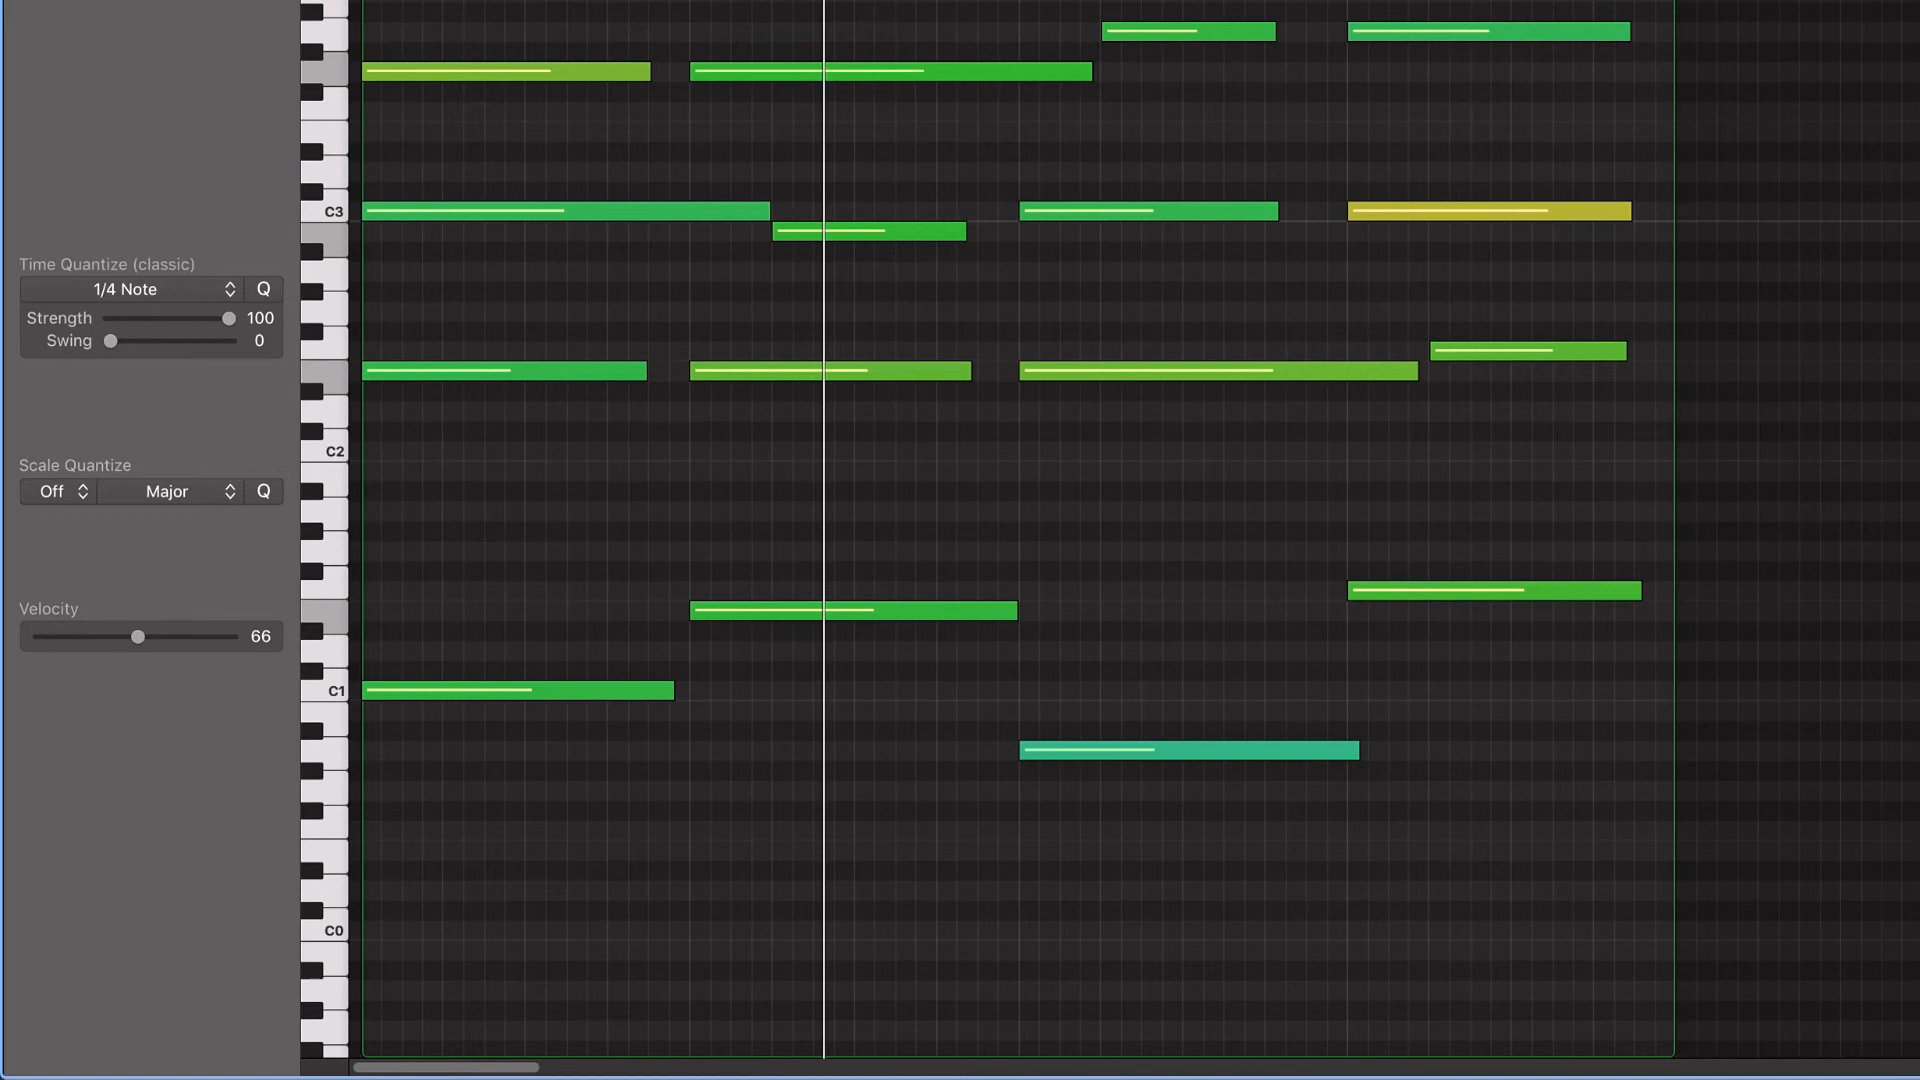 C3
Time Quantize (classic)
1/4 Note Q
Strength 100
Swing 0
C2
Scale Quantize
Off Major Q
Velocity
66
C1
C0